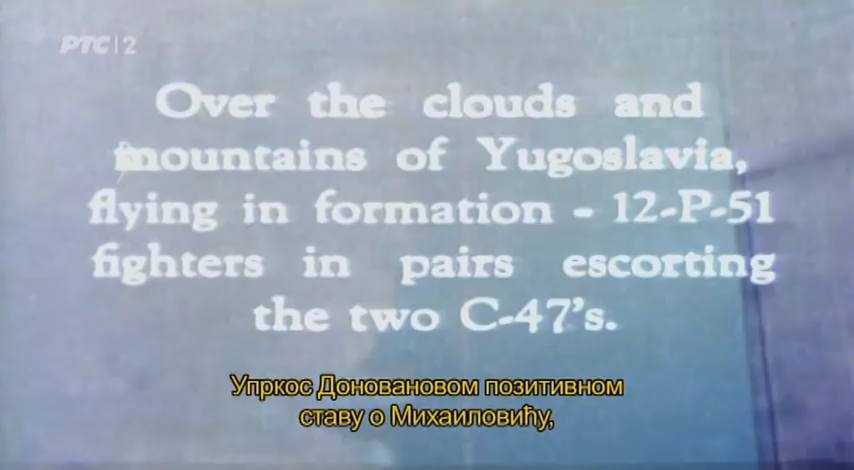 РТС|2
Over the clouds and
mountains of Yugoslavia,
flying in formation - 12-P-51
fighters in pairs escorting
the two C-47's.
Упркос Доновановом позитивном
ставу о Михаиловићу,